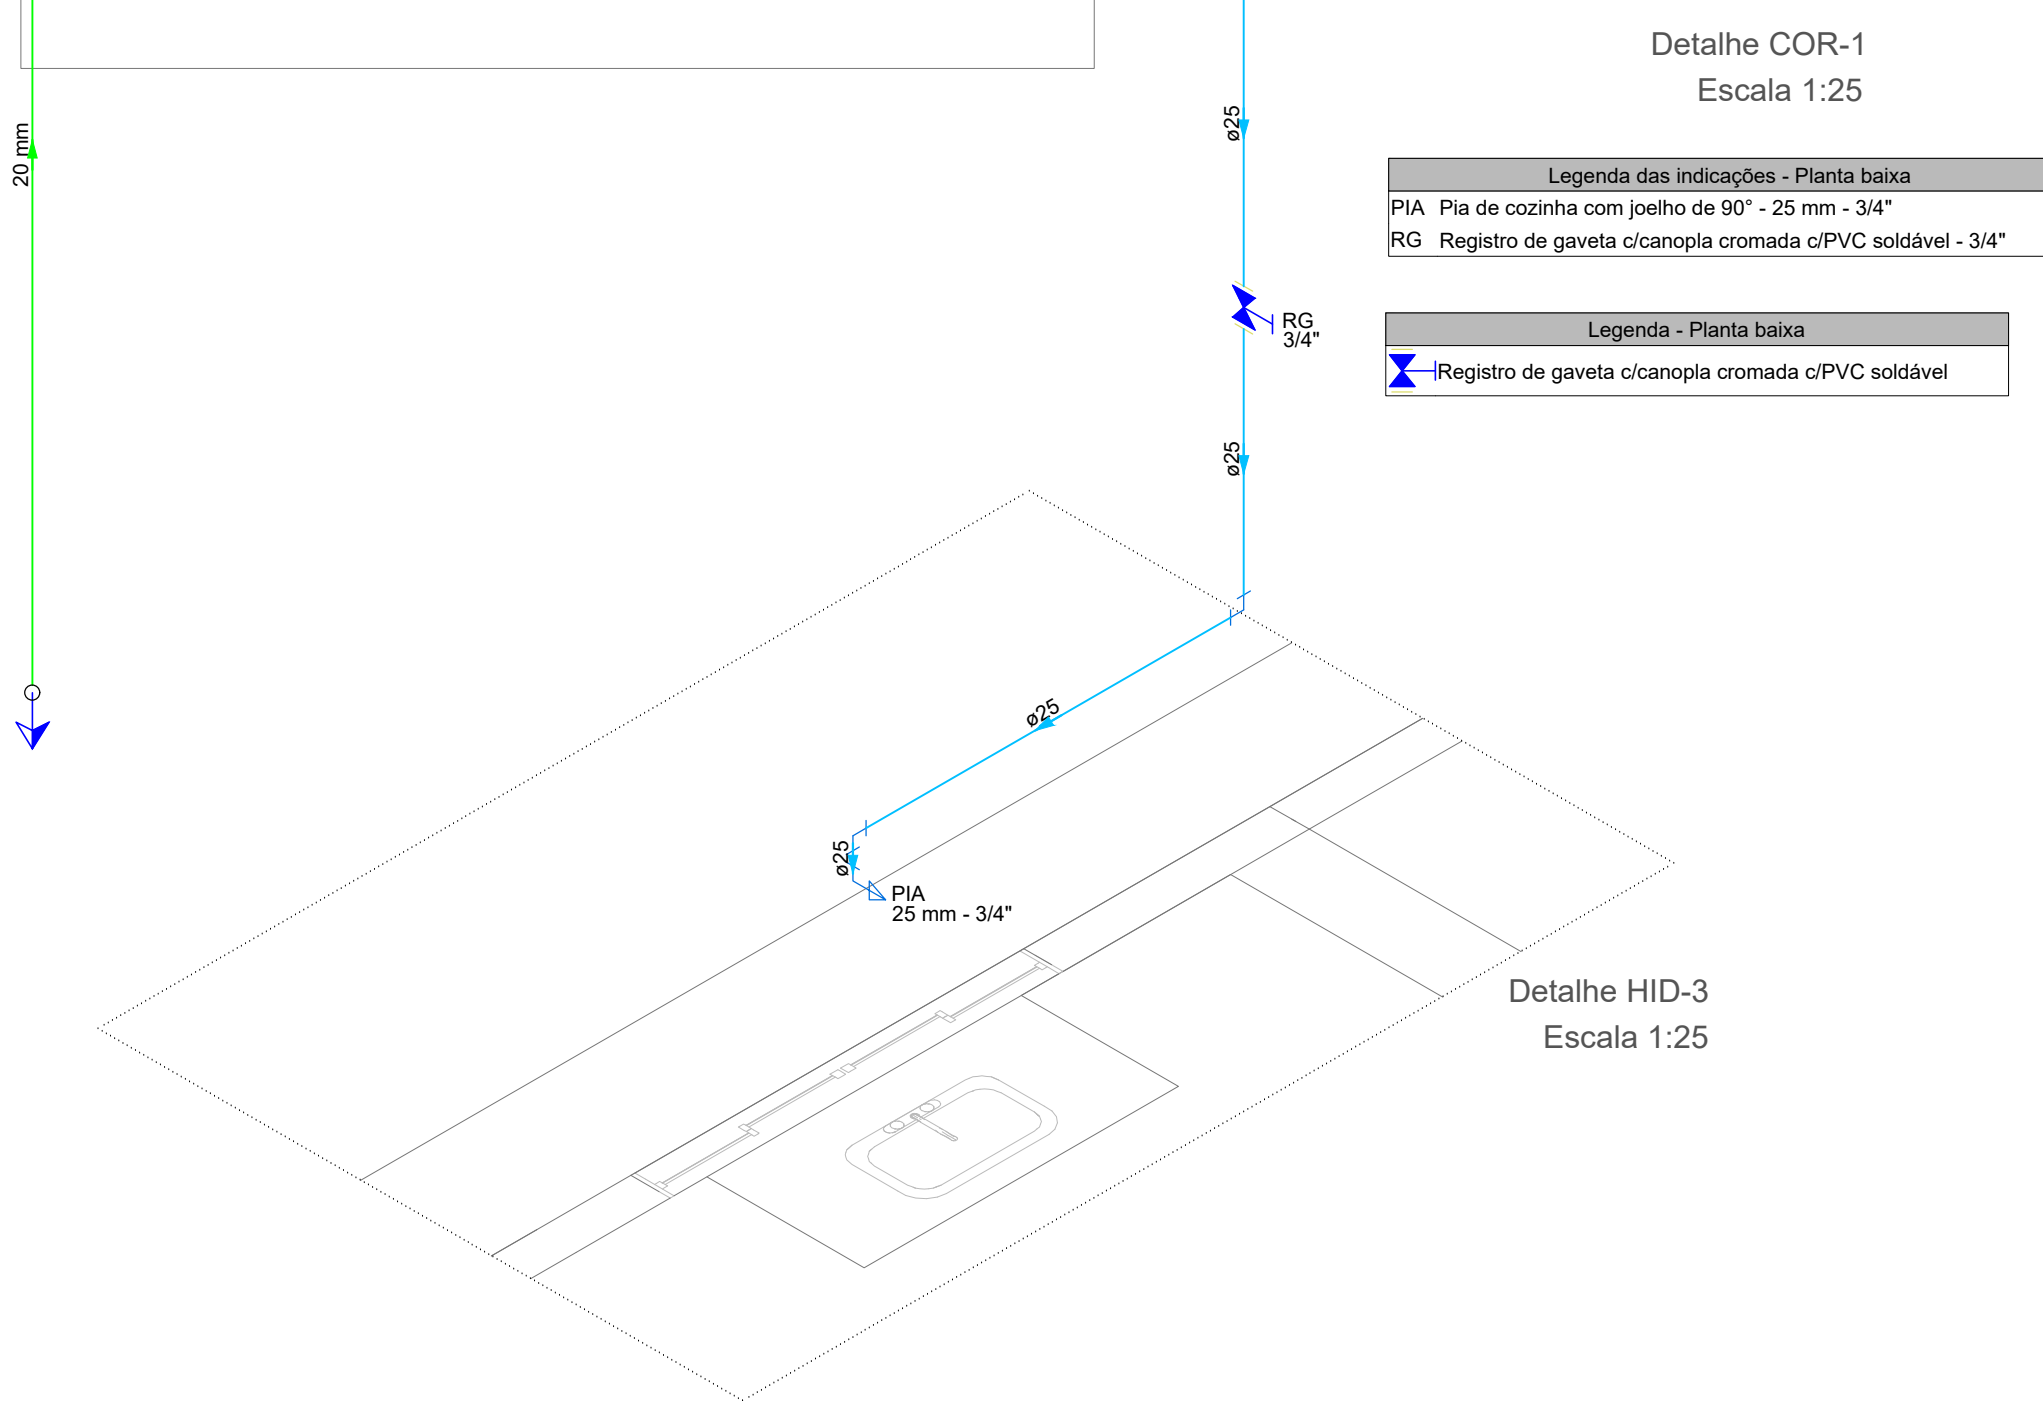 Detalhe COR-1
Escala 1:25
20 mm
ø25
Legenda das indicações - Planta baixa
PIA Pia de cozinha com joelho de 90° - 25 mm - 3/4"
RG Registro de gaveta c/canopla cromada c/PVC soldável - 3/4"
RG
3/4"
Legenda - Planta baixa
Registro de gaveta c/canopla cromada c/PVC soldável
ø25
ø25
ø25
PIA
25 mm - 3/4"
Detalhe HID-3
Escala 1:25